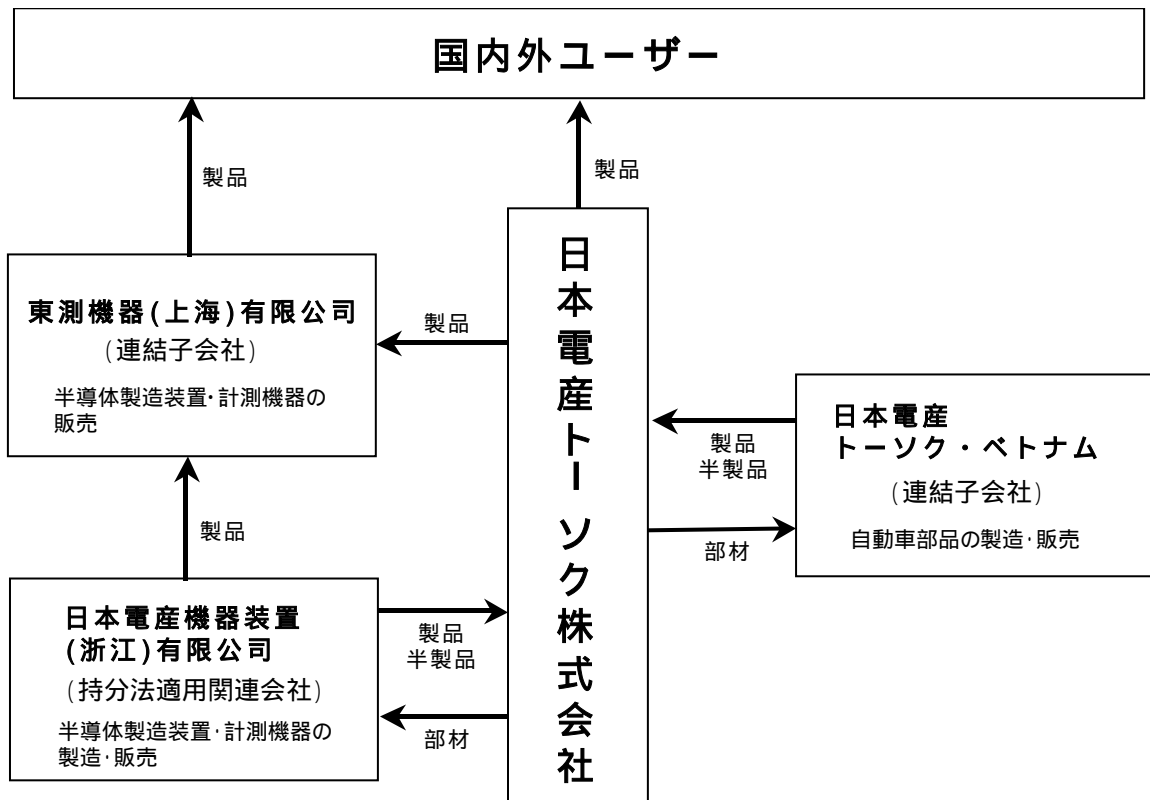 国内外ユーザー
製品
製品
東測機器(上海)有限公司
(連結子会社)
半導体製造装置・計測機器の
販売
製品
日本電産トーソク株式会社
製品
半製品
部材
日本電産
トーソク・ベトナム
(連結子会社)
自動車部品の製造・販売
製品
日本電産機器装置
(浙江)有限公司
(持分法適用関連会社)
半導体製造装置・計測機器の
製造・販売
製品
半製品
部材